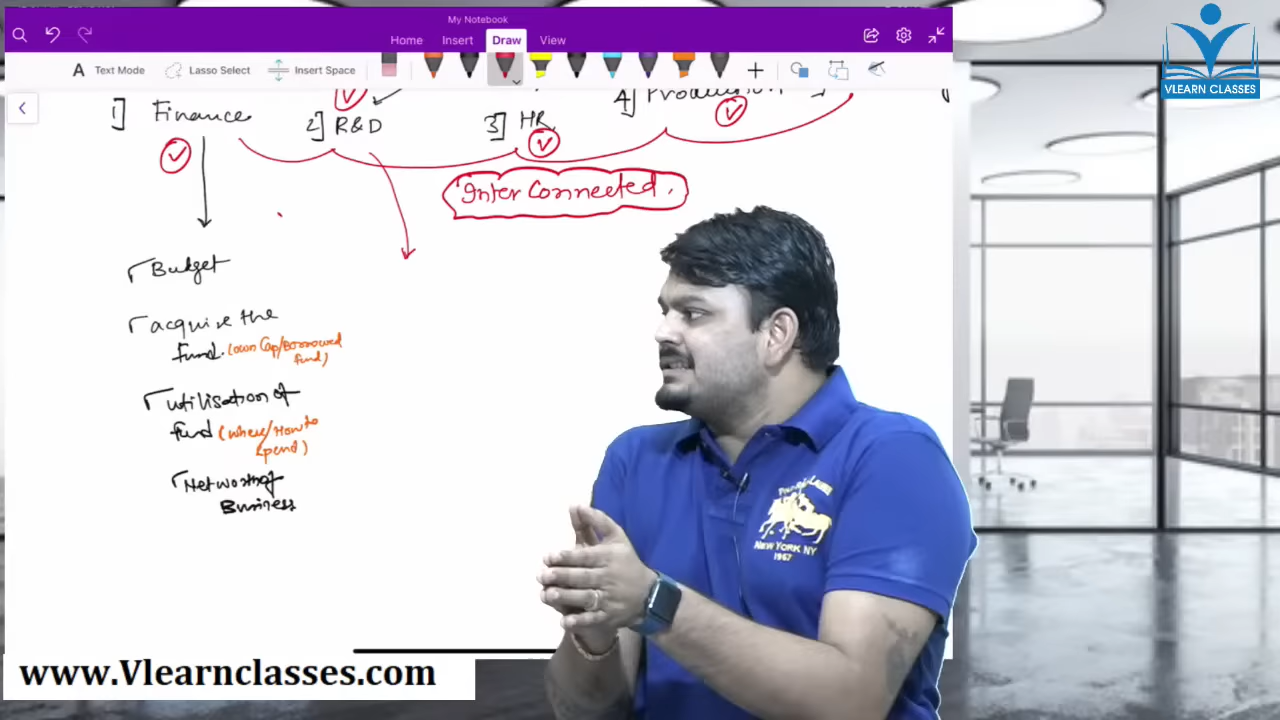 My Notebook
Home Insert Draw View
A Text Mode Lasso Select Insert Space
VLEARN CLASSES
1] Finance
2] R&D
3] HR
4] Production
Inter Connected.
Budget
acquire the
fund. (own Cap/Borrowed
fund)
utilisation of
fund (where/How to
spend)
Networth of
Business
NEW YORK NY
1967
www.Vlearnclasses.com